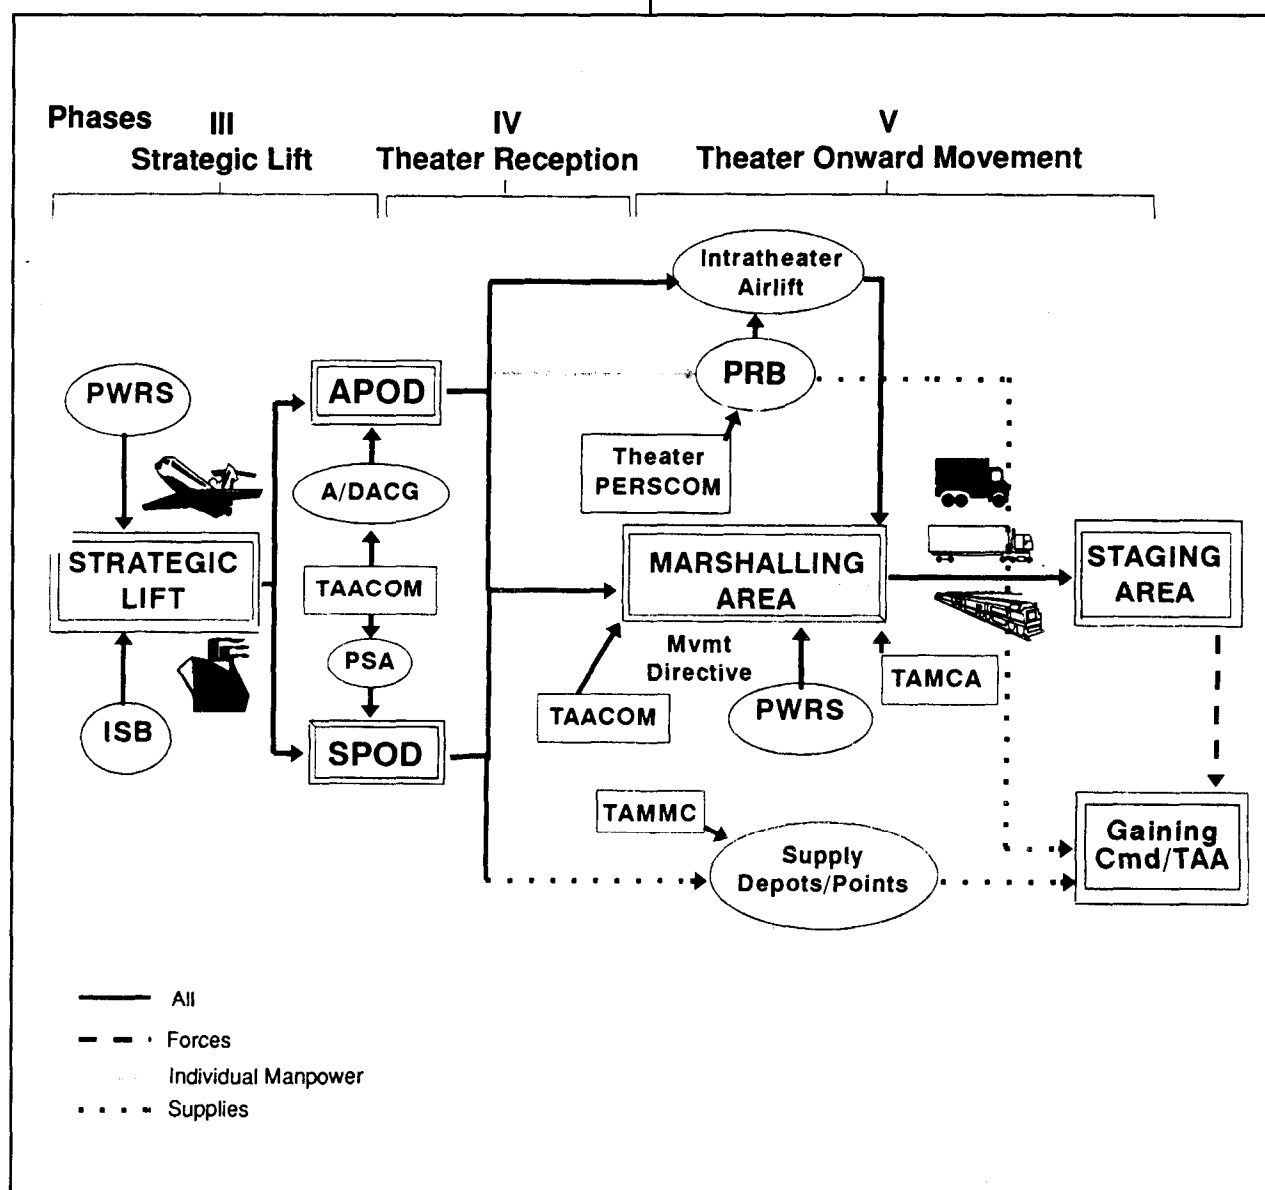 Phases III IV V
Strategic Lift Theater Reception Theater Onward Movement
Intratheater
Airlift
PWRS
APOD
PRB
Theater
PERSCOM
A/DACG
STRATEGIC
LIFT
TAACOM
MARSHALLING
AREA
STAGING
AREA
PSA
Mvmt
Directive
TAMCA
ISB
SPOD
TAACOM
PWRS
TAMMC
Supply
Depots/Points
Gaining
Cmd/TAA
All
Forces
Individual Manpower
Supplies